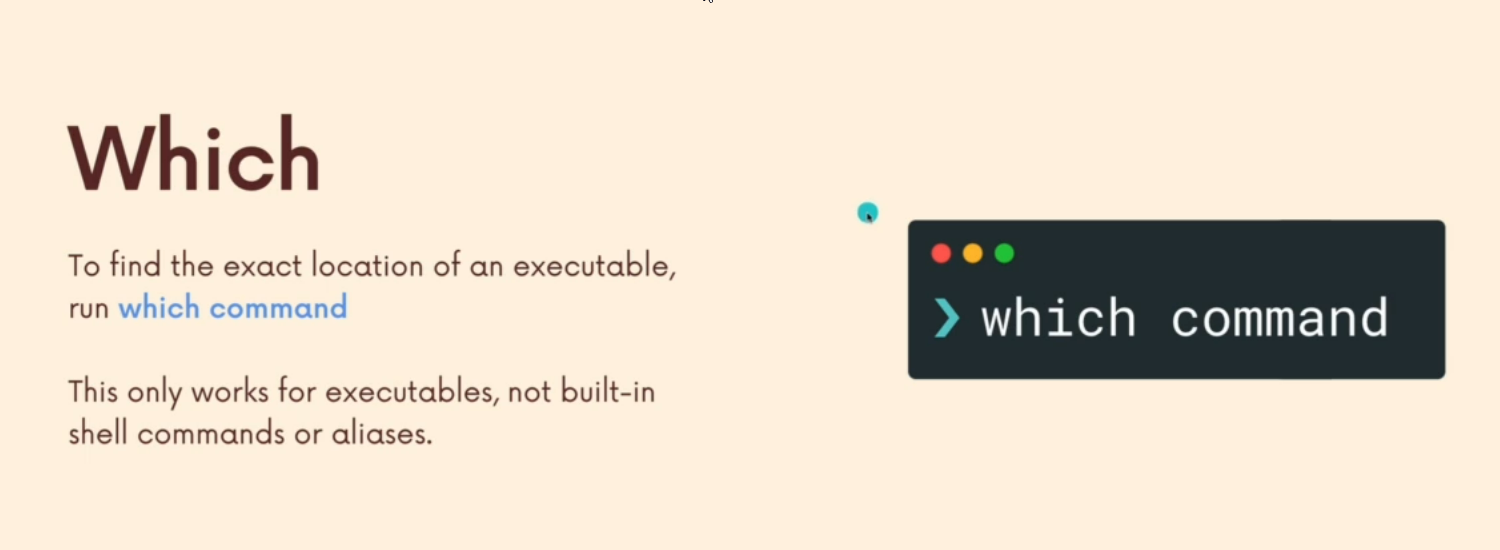 Which
To find the exact location of an executable,
run which command
This only works for executables, not built-in
shell commands or aliases.
❯ which command